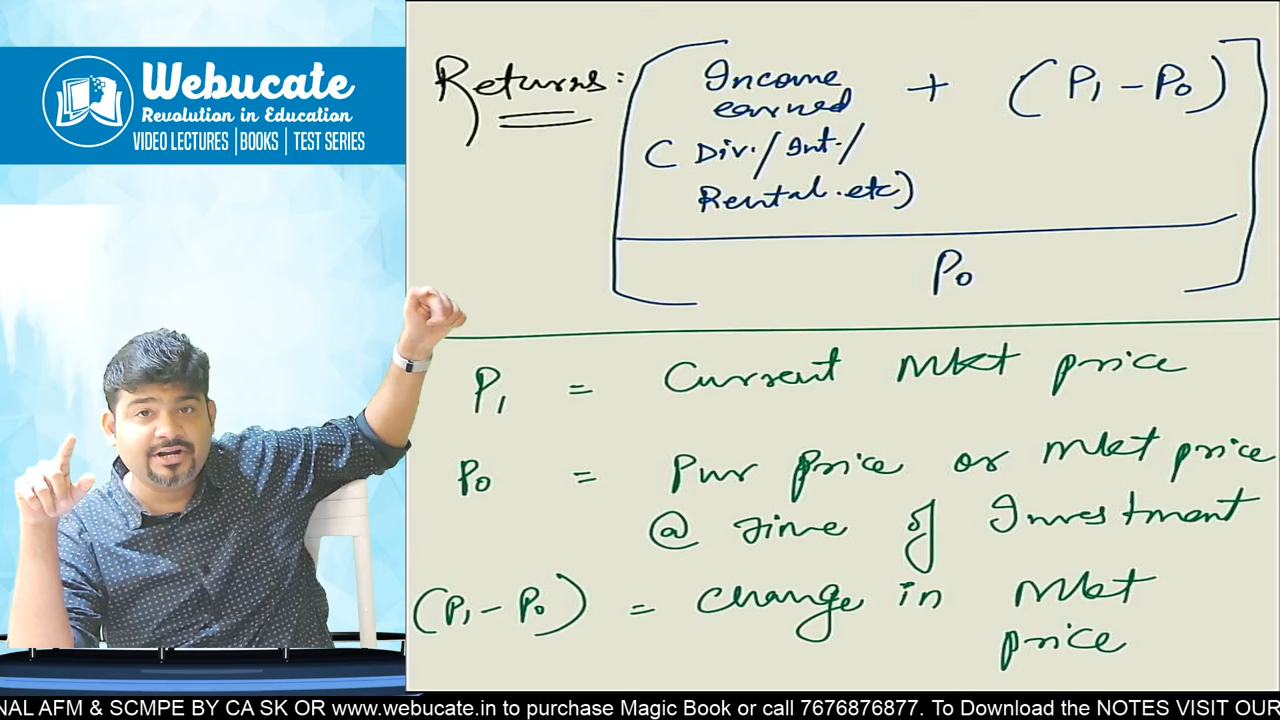 Webucate
Revolution in Education
VIDEO LECTURES | BOOKS | TEST SERIES
Returns: Income earned + (P1 - P0)
(Div./Int./
Rental.etc)
P0
P1 = Current Mkt price
P0 = Pur price or Mkt price
@ time of Investment
(P1 - P0) = change in Mkt
price
NAL AFM & SCMPE BY CA SK OR www.webucate.in to purchase Magic Book or call 7676876877. To Download the NOTES VISIT OUR